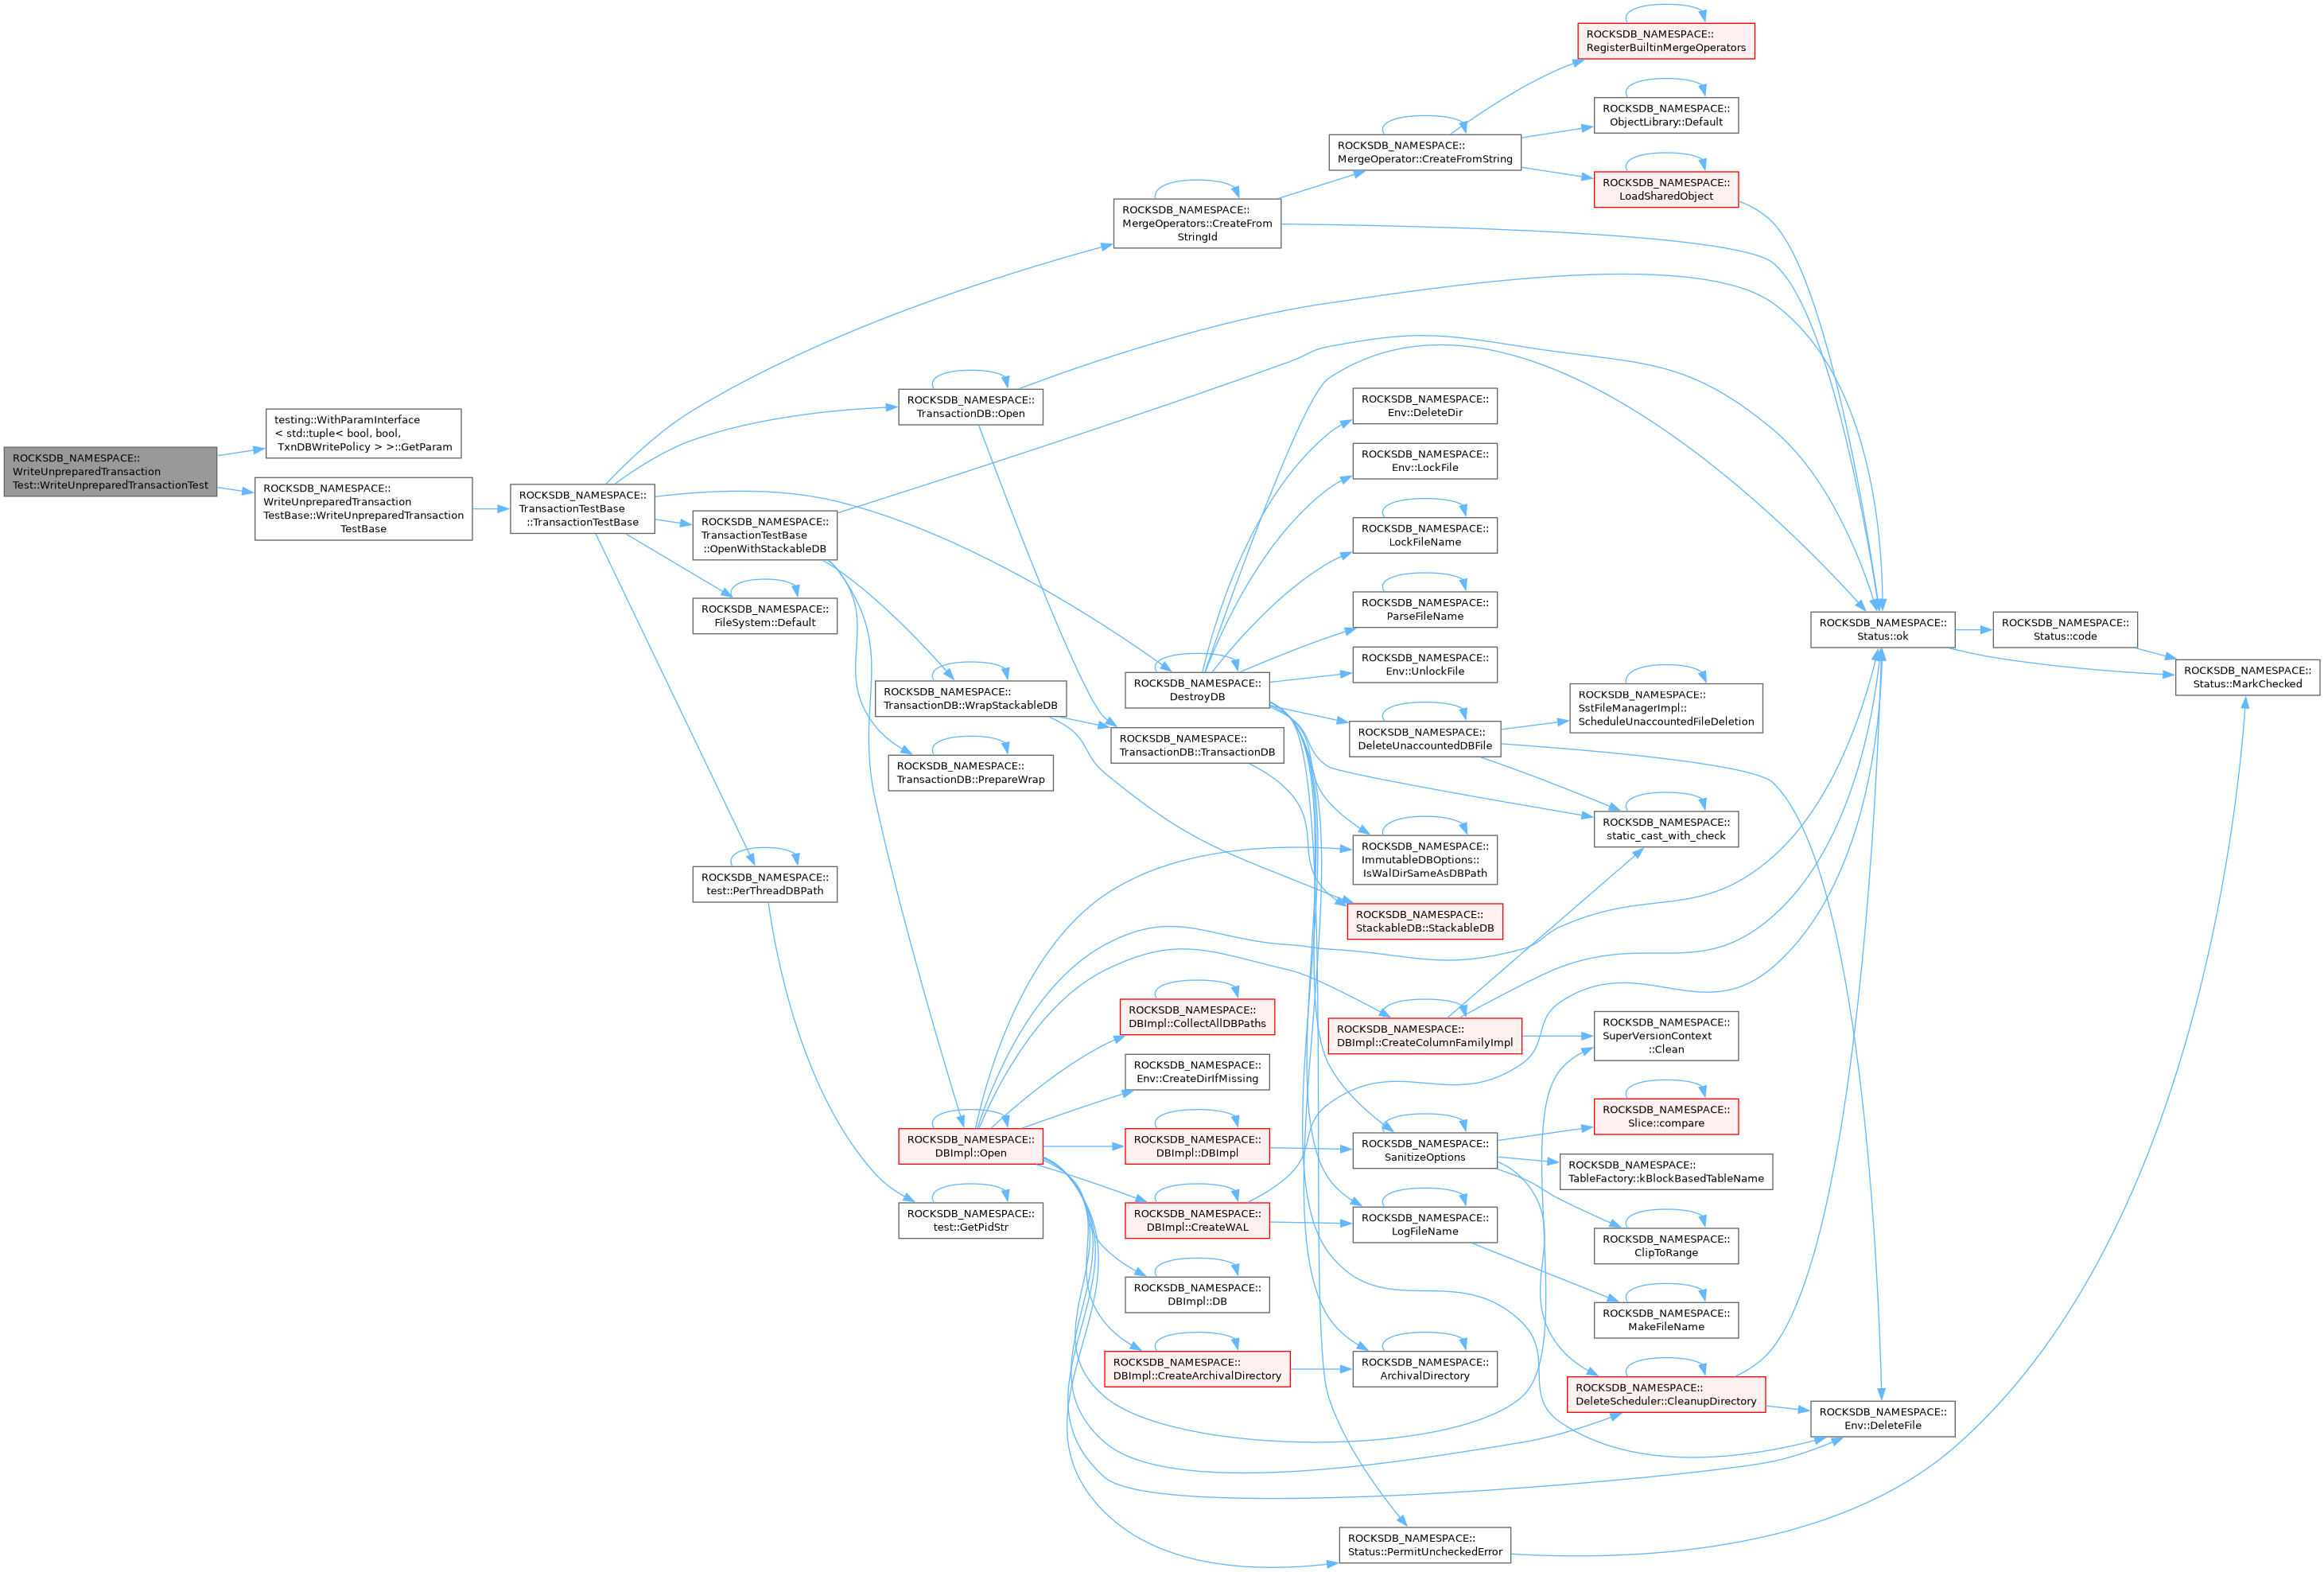 ROCKSDB_NAMESPACE::
WriteUnpreparedTransaction
Test::WriteUnpreparedTransactionTest
testing::WithParamInterface
< std::tuple< bool, bool,
TxnDBWritePolicy > >::GetParam
ROCKSDB_NAMESPACE::
WriteUnpreparedTransaction
TestBase::WriteUnpreparedTransaction
TestBase
ROCKSDB_NAMESPACE::
TransactionTestBase
::TransactionTestBase
ROCKSDB_NAMESPACE::
TransactionTestBase
::OpenWithStackableDB
ROCKSDB_NAMESPACE::
FileSystem::Default
ROCKSDB_NAMESPACE::
test::PerThreadDBPath
ROCKSDB_NAMESPACE::
TransactionDB::Open
ROCKSDB_NAMESPACE::
TransactionDB::WrapStackableDB
ROCKSDB_NAMESPACE::
TransactionDB::PrepareWrap
ROCKSDB_NAMESPACE::
DBImpl::Open
ROCKSDB_NAMESPACE::
test::GetPidStr
ROCKSDB_NAMESPACE::
MergeOperators::CreateFrom
StringId
ROCKSDB_NAMESPACE::
DestroyDB
ROCKSDB_NAMESPACE::
TransactionDB::TransactionDB
ROCKSDB_NAMESPACE::
DBImpl::CollectAllDBPaths
ROCKSDB_NAMESPACE::
Env::CreateDirIfMissing
ROCKSDB_NAMESPACE::
DBImpl::DBImpl
ROCKSDB_NAMESPACE::
DBImpl::CreateWAL
ROCKSDB_NAMESPACE::
DBImpl::DB
ROCKSDB_NAMESPACE::
DBImpl::CreateArchivalDirectory
ROCKSDB_NAMESPACE::
MergeOperator::CreateFromString
ROCKSDB_NAMESPACE::
Env::DeleteDir
ROCKSDB_NAMESPACE::
Env::LockFile
ROCKSDB_NAMESPACE::
LockFileName
ROCKSDB_NAMESPACE::
ParseFileName
ROCKSDB_NAMESPACE::
Env::UnlockFile
ROCKSDB_NAMESPACE::
DeleteUnaccountedDBFile
ROCKSDB_NAMESPACE::
ImmutableDBOptions::
IsWalDirSameAsDBPath
ROCKSDB_NAMESPACE::
StackableDB::StackableDB
ROCKSDB_NAMESPACE::
DBImpl::CreateColumnFamilyImpl
ROCKSDB_NAMESPACE::
SanitizeOptions
ROCKSDB_NAMESPACE::
LogFileName
ROCKSDB_NAMESPACE::
ArchivalDirectory
ROCKSDB_NAMESPACE::
Status::PermitUncheckedError
ROCKSDB_NAMESPACE::
RegisterBuiltinMergeOperators
ROCKSDB_NAMESPACE::
ObjectLibrary::Default
ROCKSDB_NAMESPACE::
LoadSharedObject
ROCKSDB_NAMESPACE::
SstFileManagerImpl::
ScheduleUnaccountedFileDeletion
ROCKSDB_NAMESPACE::
static_cast_with_check
ROCKSDB_NAMESPACE::
SuperVersionContext
::Clean
ROCKSDB_NAMESPACE::
Slice::compare
ROCKSDB_NAMESPACE::
TableFactory::kBlockBasedTableName
ROCKSDB_NAMESPACE::
ClipToRange
ROCKSDB_NAMESPACE::
MakeFileName
ROCKSDB_NAMESPACE::
DeleteScheduler::CleanupDirectory
ROCKSDB_NAMESPACE::
Status::ok
ROCKSDB_NAMESPACE::
Env::DeleteFile
ROCKSDB_NAMESPACE::
Status::code
ROCKSDB_NAMESPACE::
Status::MarkChecked